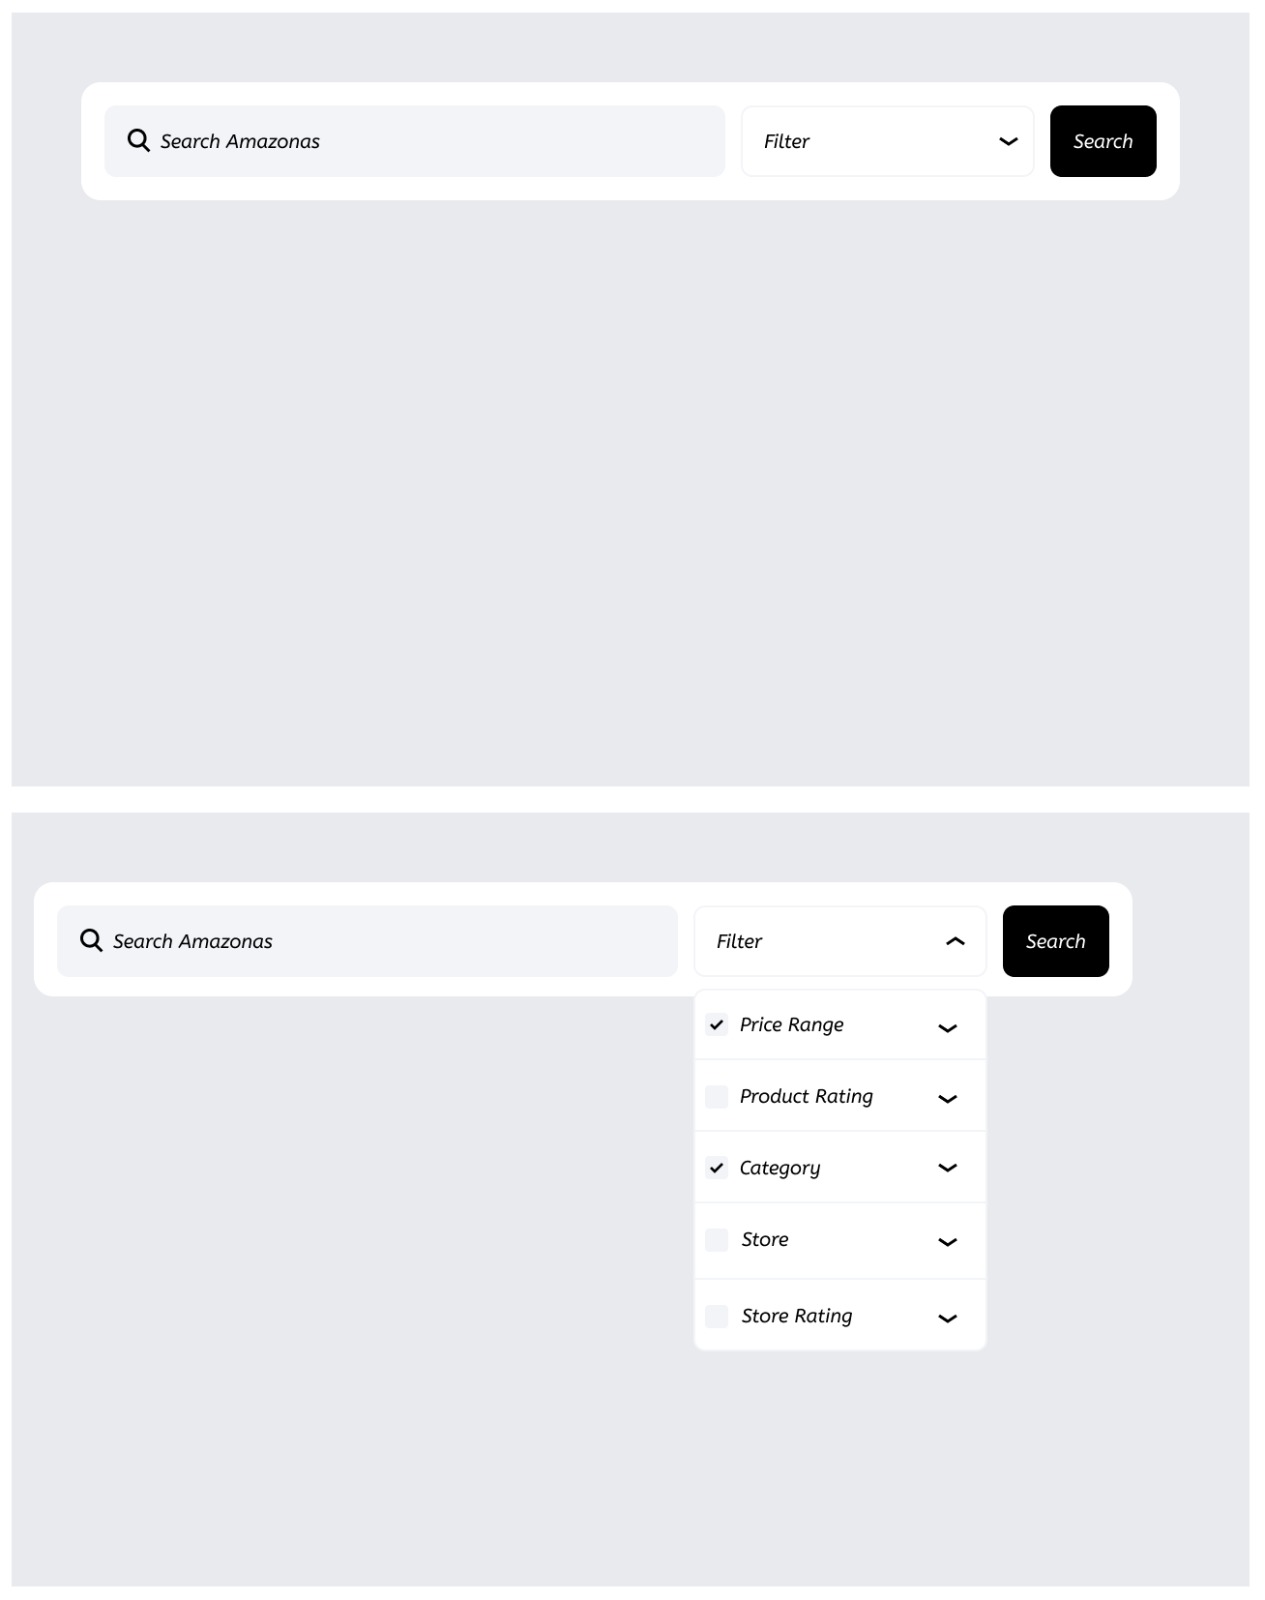 Search Amazonas
Filter
Search
Search Amazonas
Filter
Search
Price Range
Product Rating
Category
Store
Store Rating